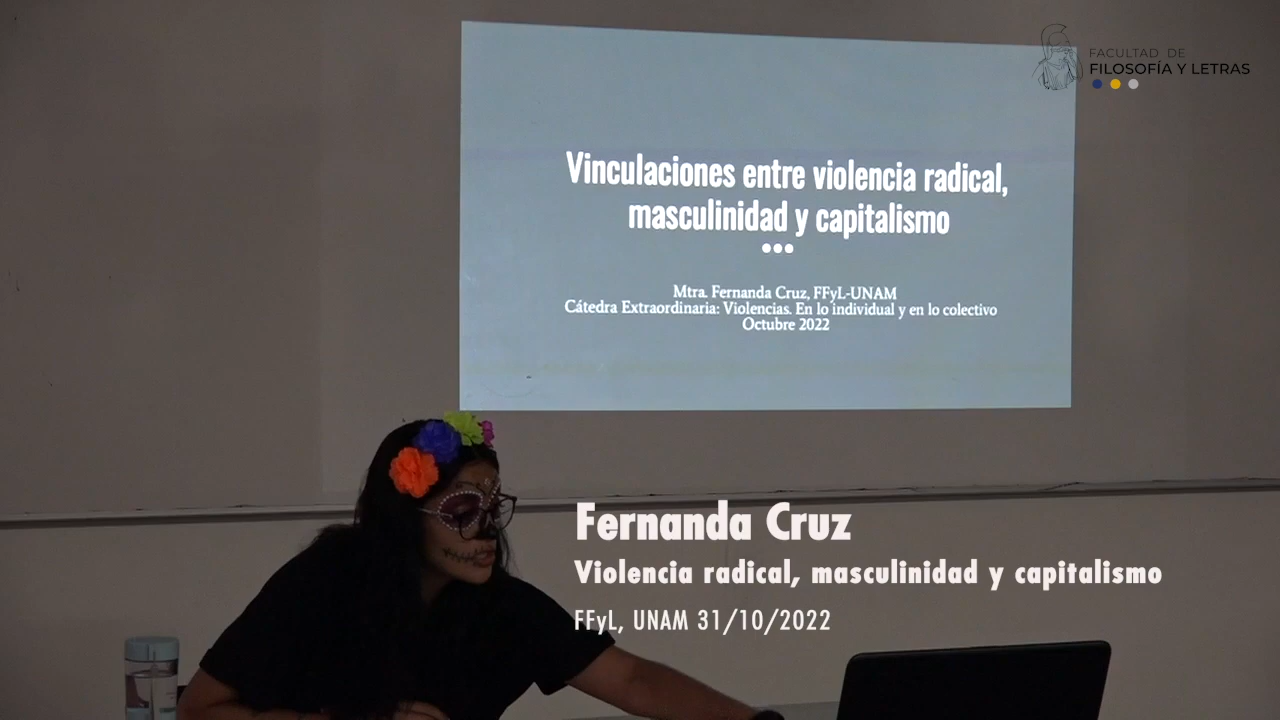 FACULTAD DE
FILOSOFÍA Y LETRAS
Vinculaciones entre violencia radical,
masculinidad y capitalismo
Mtra. Fernanda Cruz, FFyL-UNAM
Cátedra Extraordinaria: Violencias. En lo individual y en lo colectivo
Octubre 2022
Fernanda Cruz
Violencia radical, masculinidad y capitalismo
FFyL, UNAM 31/10/2022